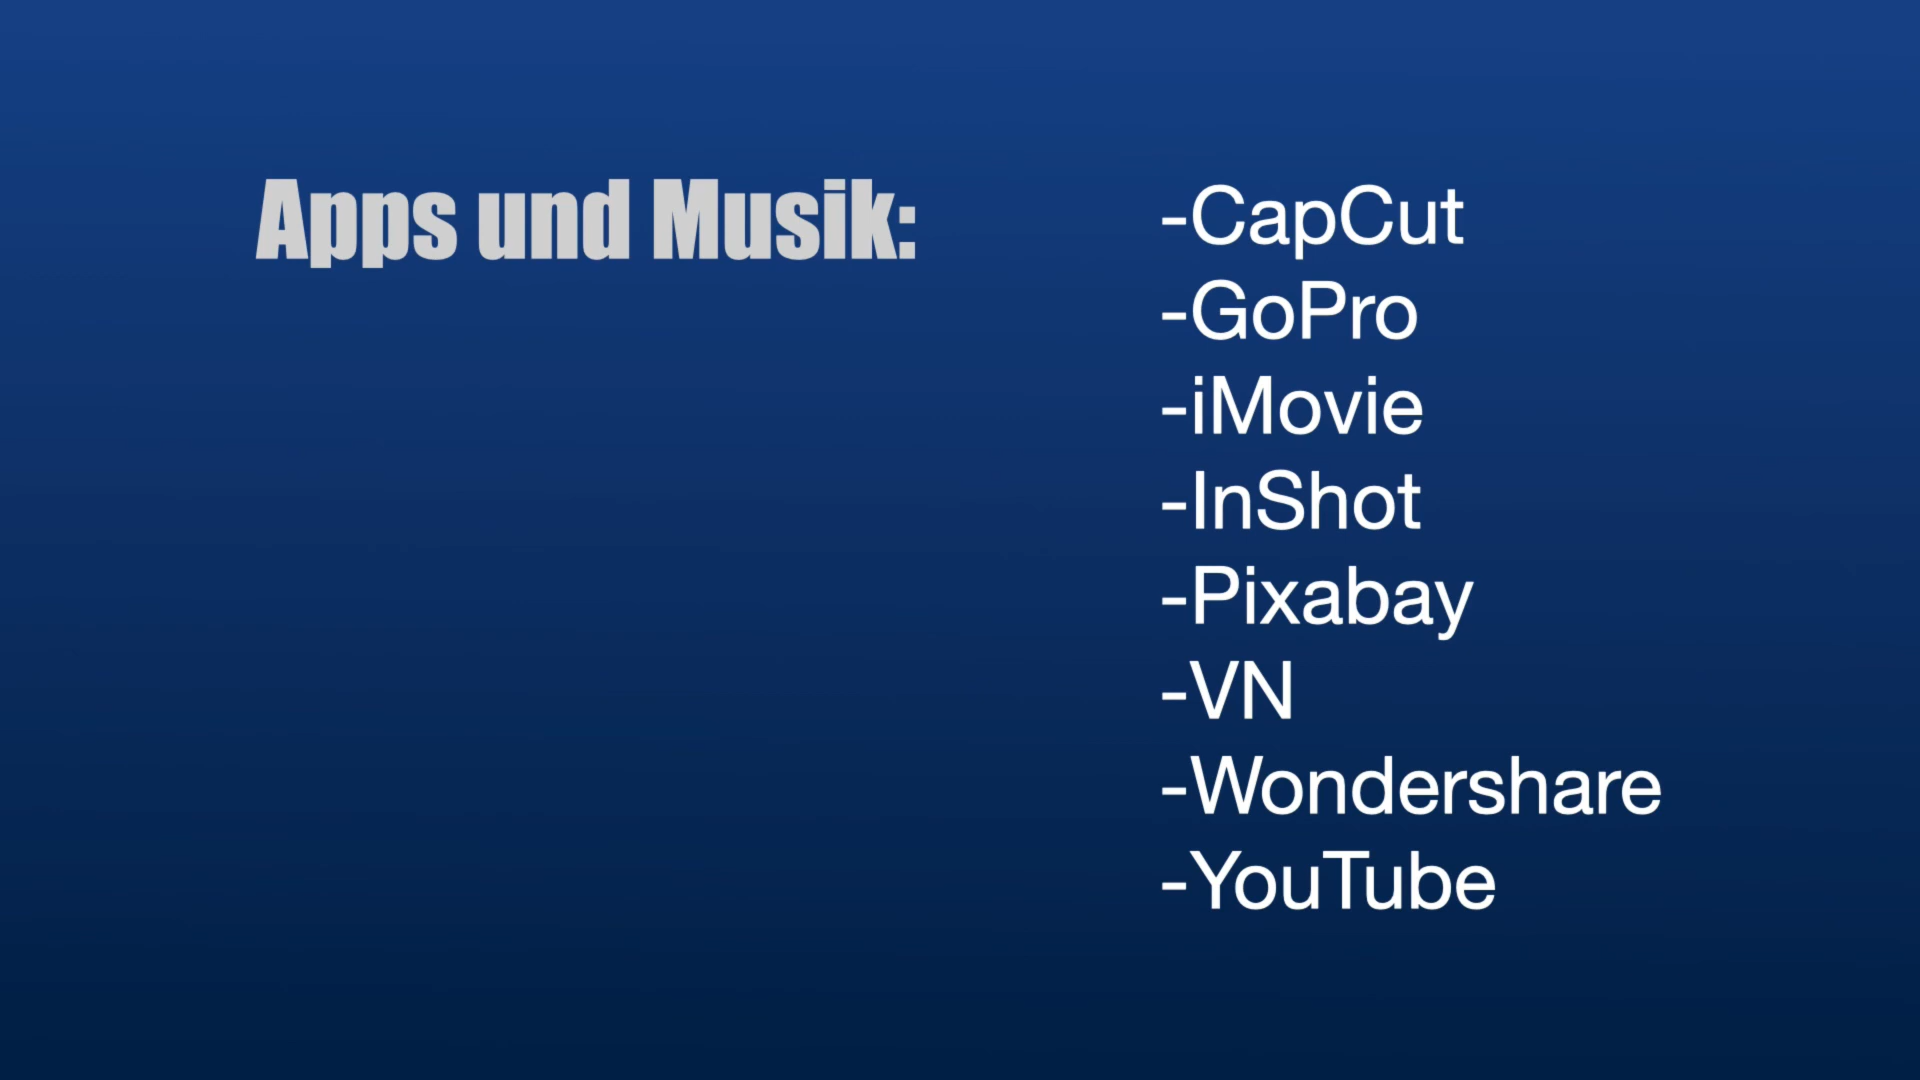 Apps und Musik:
-CapCut
-GoPro
-iMovie
-InShot
-Pixabay
-VN
-Wondershare
-YouTube